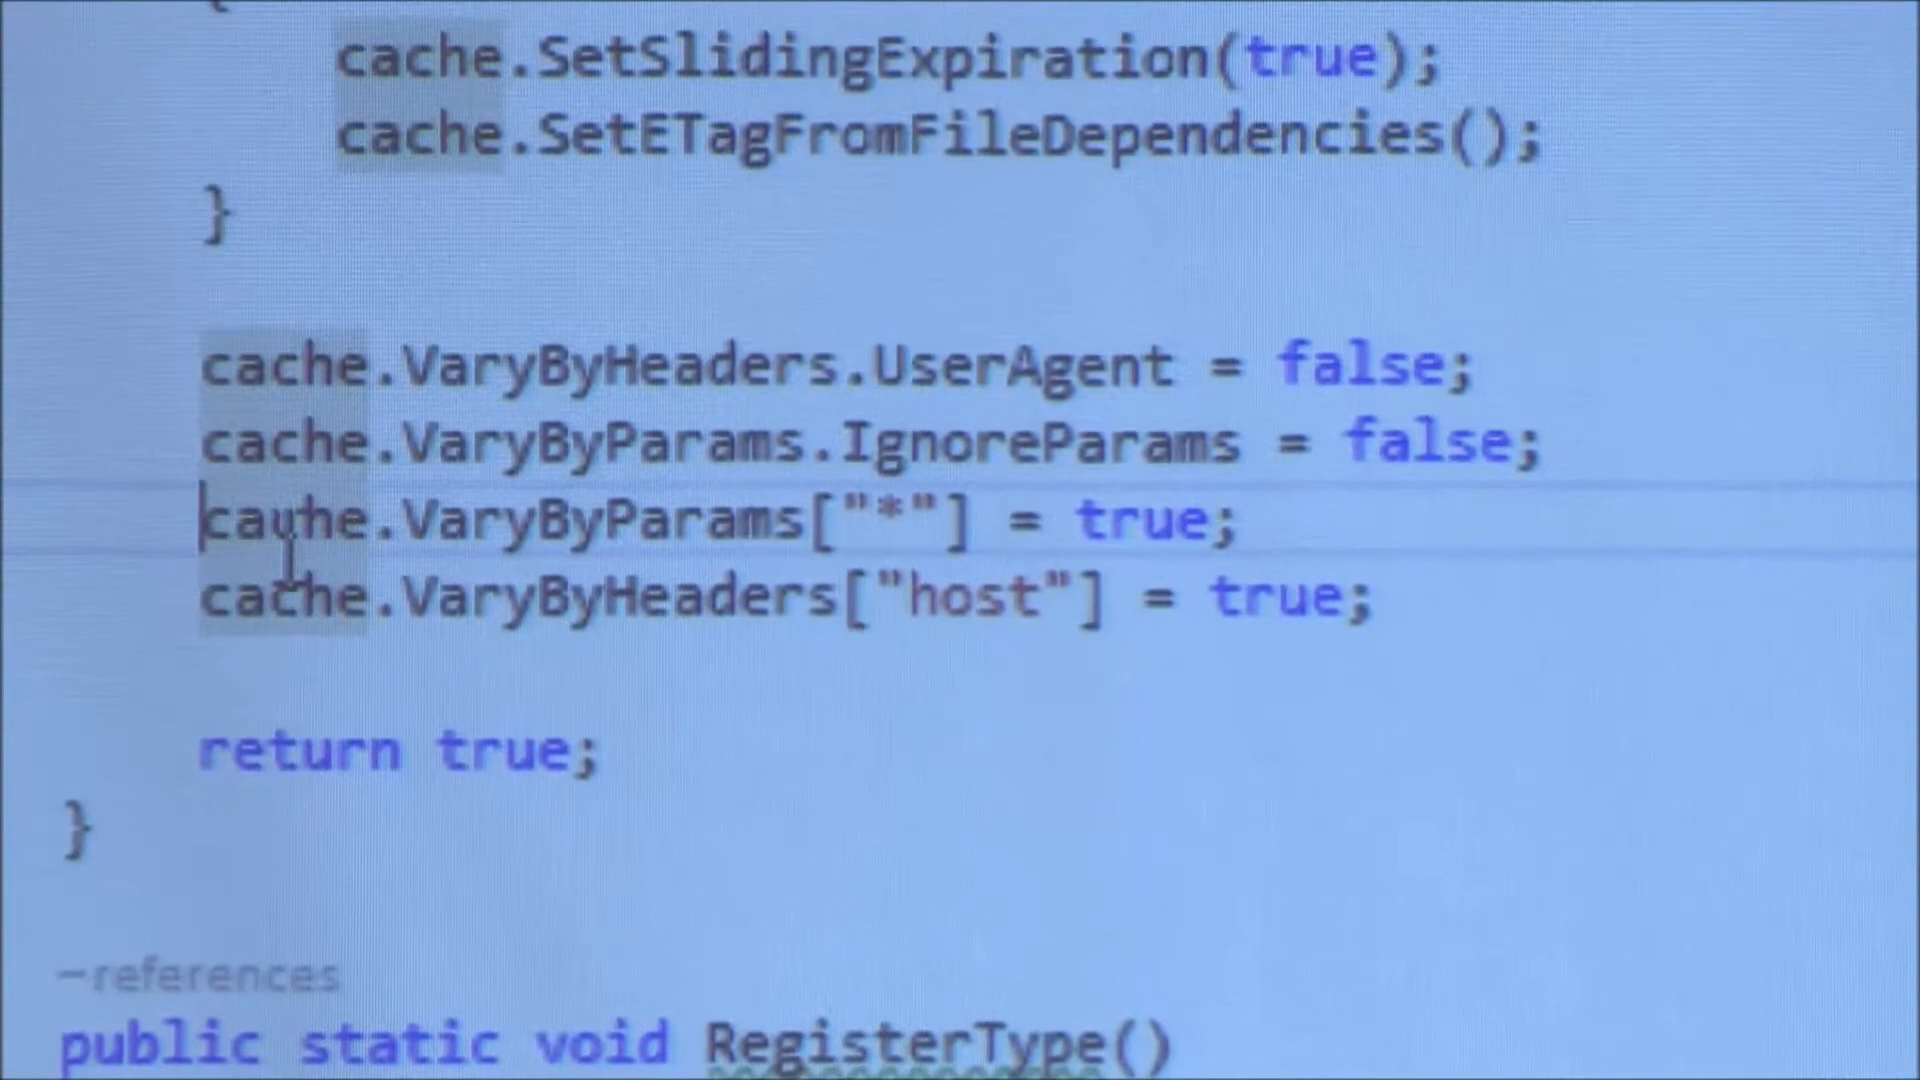 {
cache.SetSlidingExpiration(true);
cache.SetETagFromFileDependencies();
}
cache.VaryByHeaders.UserAgent = false;
cache.VaryByParams.IgnoreParams = false;
cache.VaryByParams["*"] = true;
cache.VaryByHeaders["host"] = true;
return true;
}
—references
public static void RegisterType()